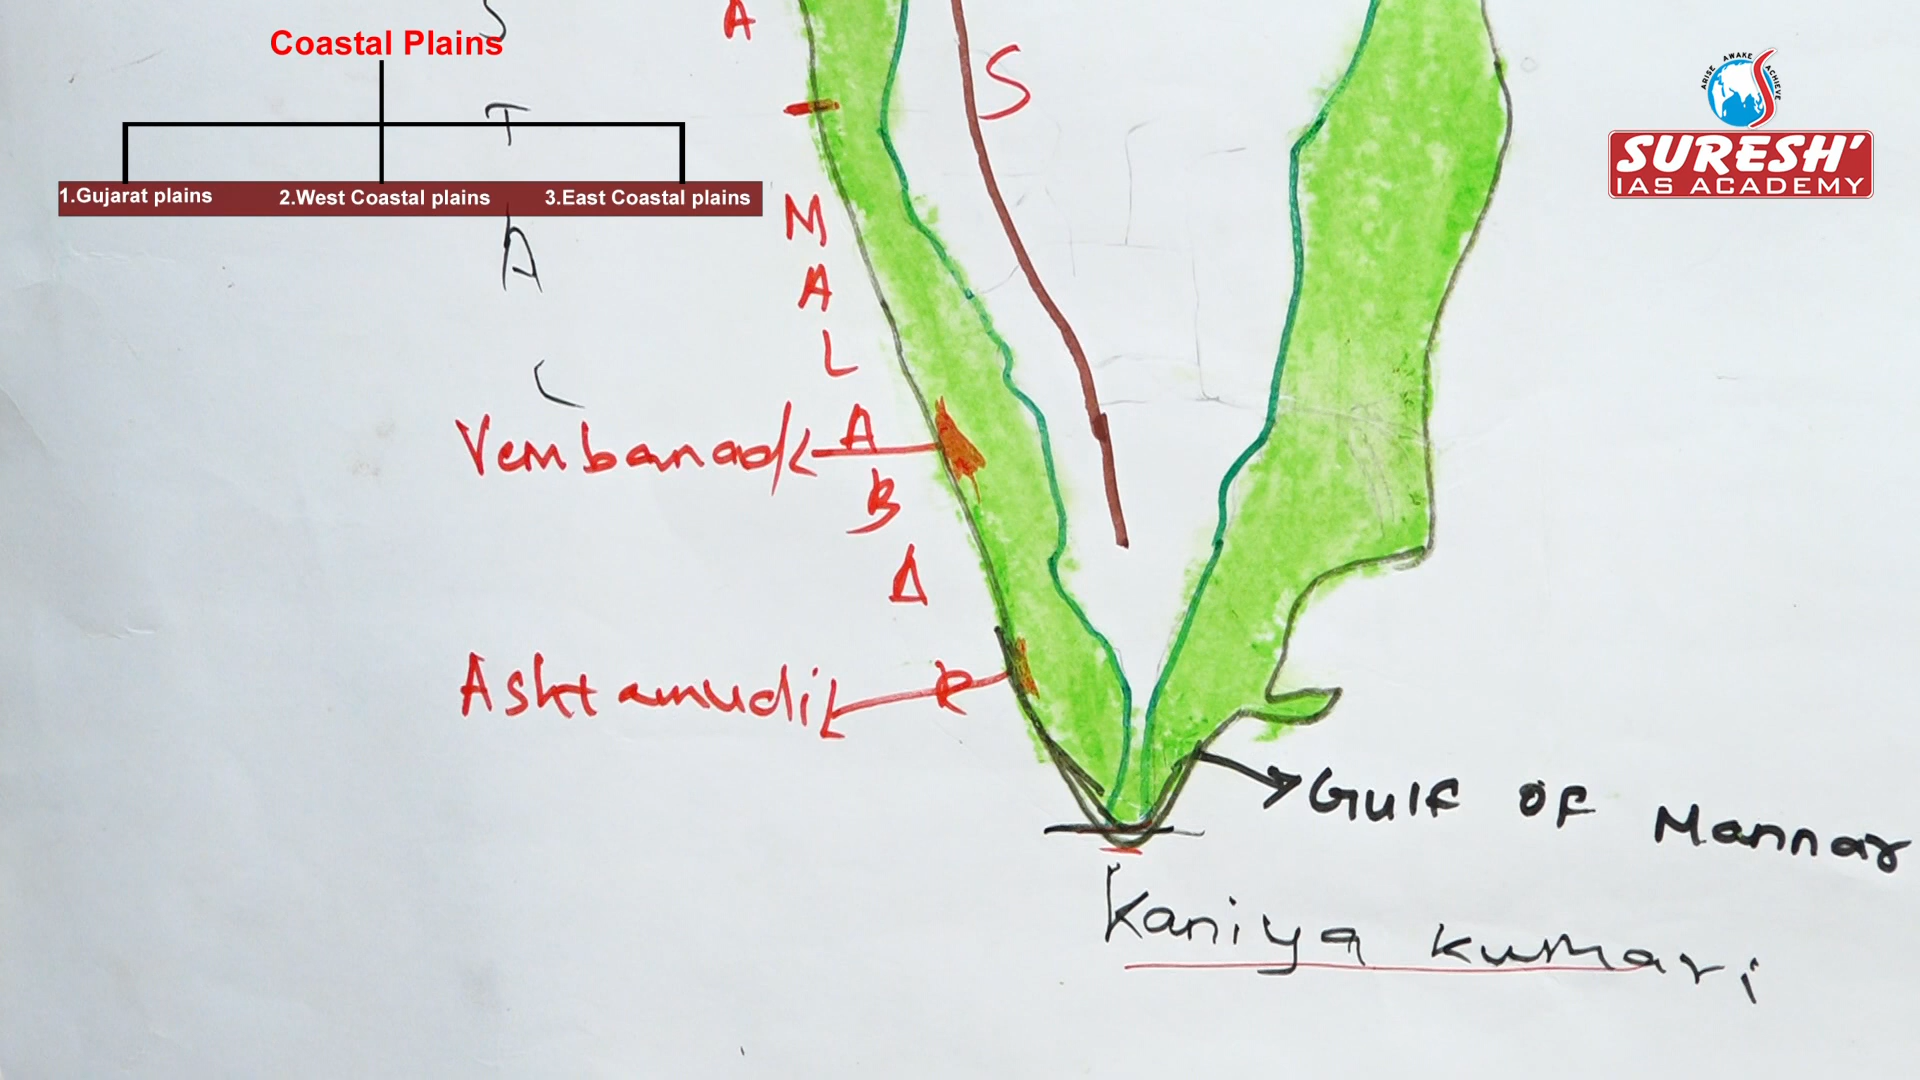 Coastal Plains
1.Gujarat plains
2.West Coastal plains
3.East Coastal plains
ARISE AWAKE ACHIEVE
SURESH'
IAS ACADEMY
S
T
A
C
A
S
M
A
L
A
B
A
R
Vembanad
Ashtamudi
Gulf of Mannar
Kaniya kumari